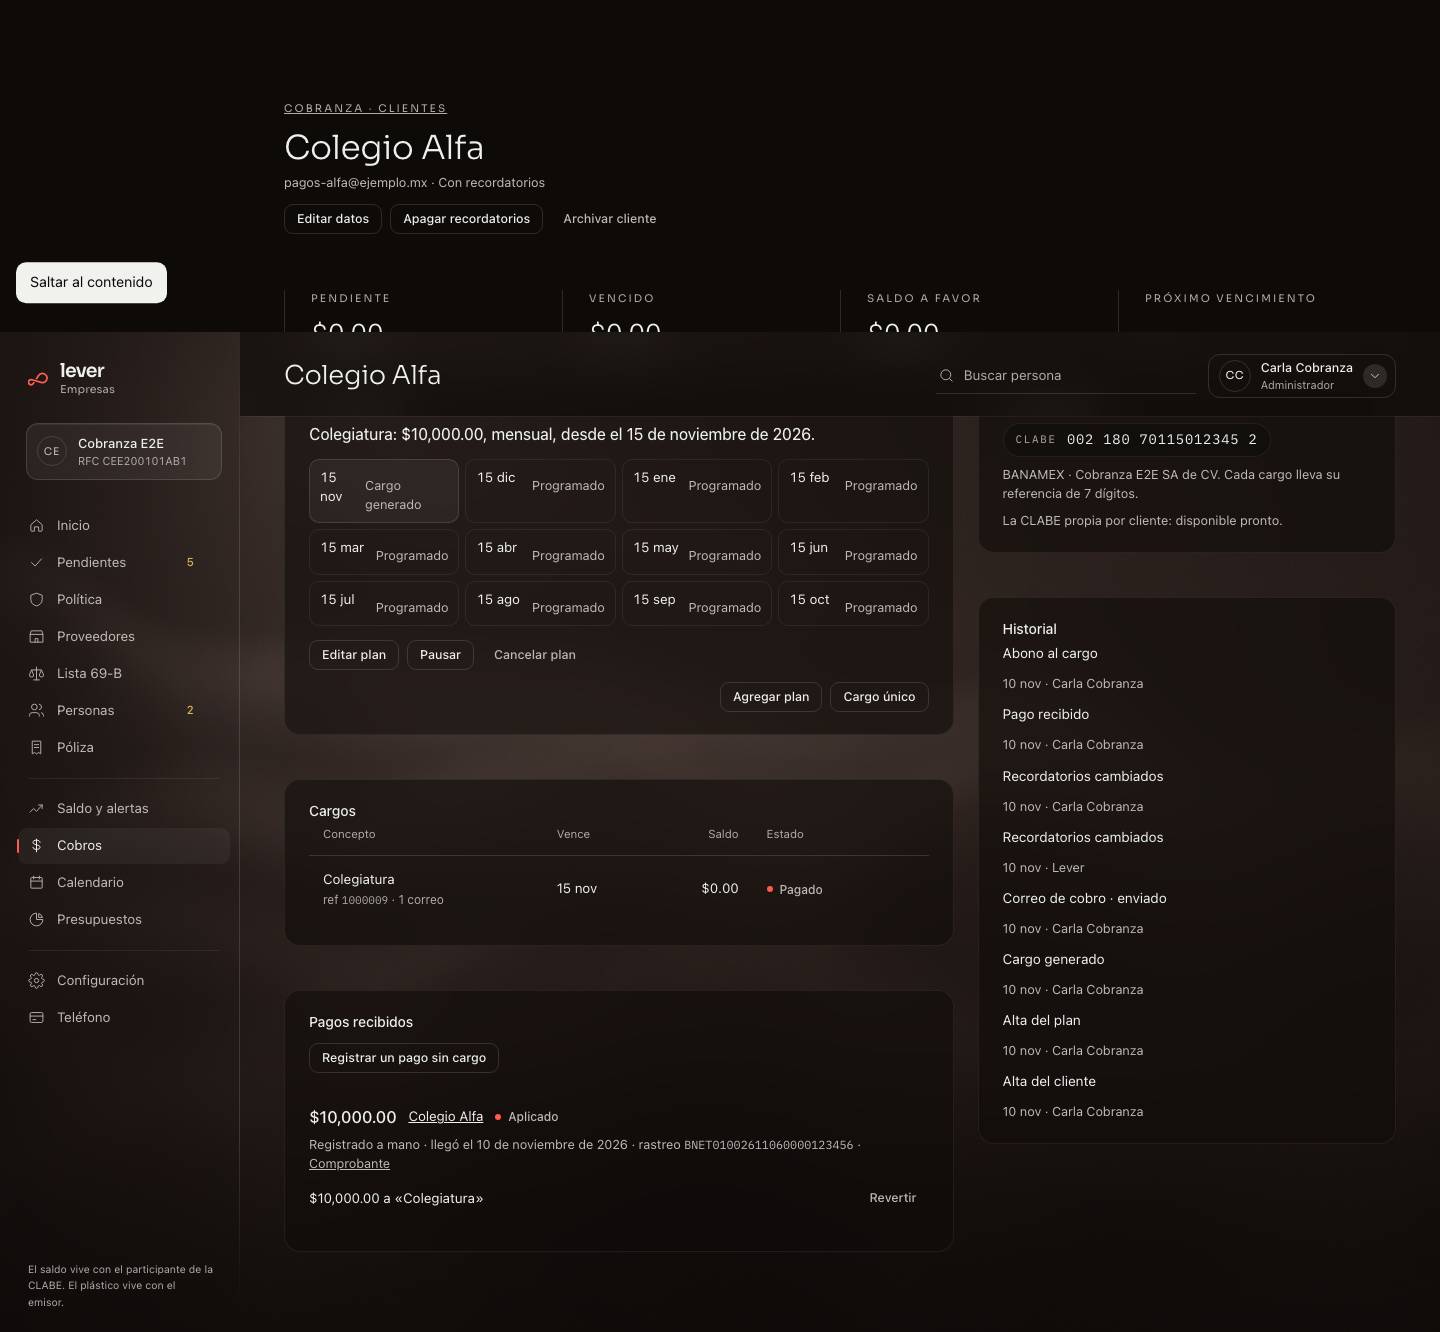 COBRANZA · CLIENTES
Colegio Alfa
pagos-alfa@ejemplo.mx · Con recordatorios
Editar datos
Apagar recordatorios
Archivar cliente
Saltar al contenido
PENDIENTE
VENCIDO
SALDO A FAVOR
PRÓXIMO VENCIMIENTO
$0.00
$0.00
$0.00
lever
Empresas
Colegio Alfa
Buscar persona
CC
Carla Cobranza
Administrador
CE
Cobranza E2E
RFC CEE200101AB1
Inicio
Pendientes 5
Política
Proveedores
Lista 69-B
Personas 2
Póliza
Saldo y alertas
Cobros
Calendario
Presupuestos
Configuración
Teléfono
El saldo vive con el participante de la
CLABE. El plástico vive con el
emisor.
Colegiatura: $10,000.00, mensual, desde el 15 de noviembre de 2026.
15 nov Cargo generado
15 dic Programado
15 ene Programado
15 feb Programado
15 mar Programado
15 abr Programado
15 may Programado
15 jun Programado
15 jul Programado
15 ago Programado
15 sep Programado
15 oct Programado
Editar plan
Pausar
Cancelar plan
Agregar plan
Cargo único
Cargos
Concepto Vence Saldo Estado
Colegiatura 15 nov $0.00 Pagado
ref 1000009 · 1 correo
Pagos recibidos
Registrar un pago sin cargo
$10,000.00 Colegio Alfa Aplicado
Registrado a mano · llegó el 10 de noviembre de 2026 · rastreo BNET01002611060000123456 ·
Comprobante
$10,000.00 a «Colegiatura» Revertir
CLABE 002 180 70115012345 2
BANAMEX · Cobranza E2E SA de CV. Cada cargo lleva su
referencia de 7 dígitos.
La CLABE propia por cliente: disponible pronto.
Historial
Abono al cargo
10 nov · Carla Cobranza
Pago recibido
10 nov · Carla Cobranza
Recordatorios cambiados
10 nov · Carla Cobranza
Recordatorios cambiados
10 nov · Lever
Correo de cobro · enviado
10 nov · Carla Cobranza
Cargo generado
10 nov · Carla Cobranza
Alta del plan
10 nov · Carla Cobranza
Alta del cliente
10 nov · Carla Cobranza